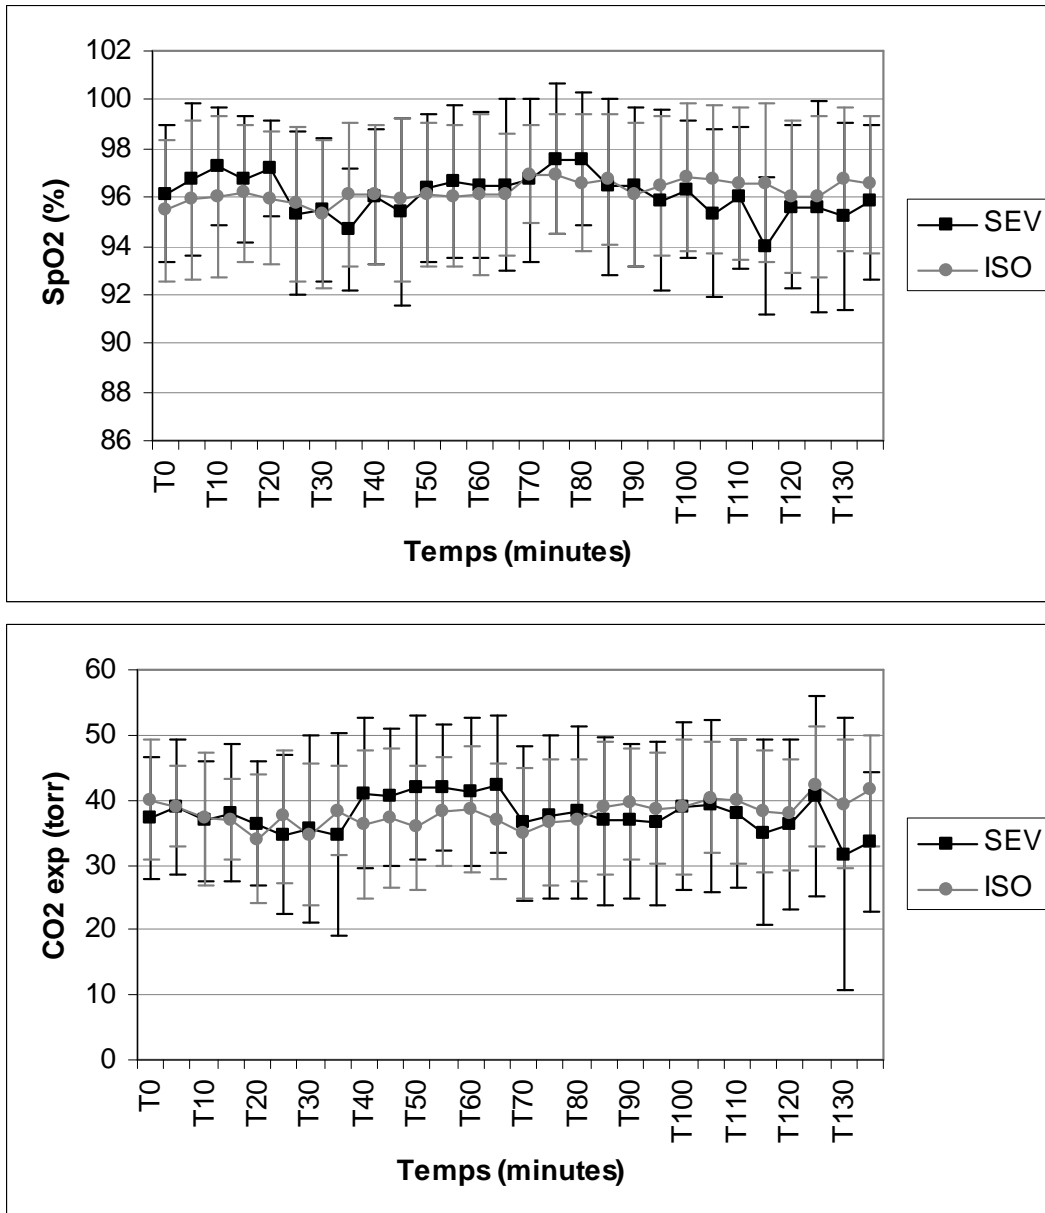 102
100
98
96
94
92
90
88
86
SpO2 (%)
T0 T10 T20 T30 T40 T50 T60 T70 T80 T90 T100 T110 T120 T130
Temps (minutes)
SEV
ISO
60
50
40
30
20
10
0
CO2 exp (torr)
T0 T10 T20 T30 T40 T50 T60 T70 T80 T90 T100 T110 T120 T130
Temps (minutes)
SEV
ISO